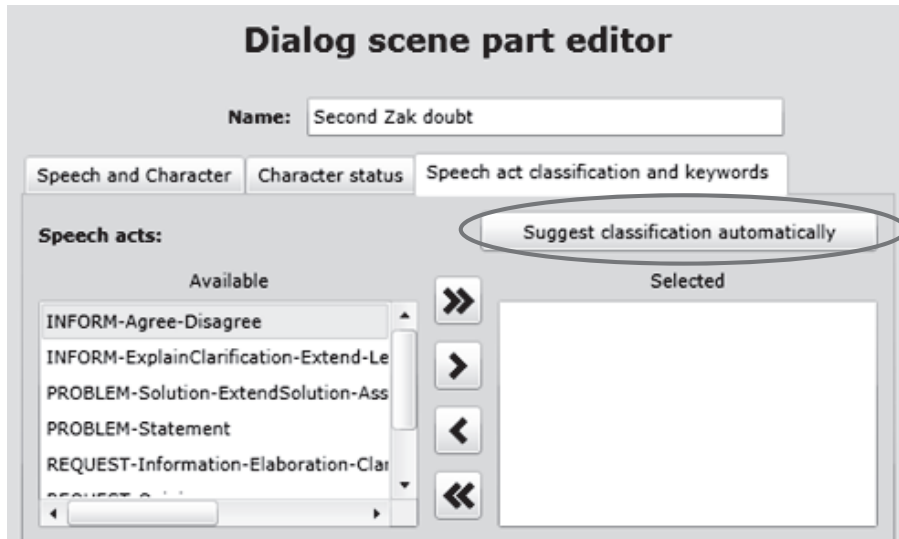 Dialog scene part editor
Name: Second Zak doubt
Speech and Character Character status Speech act classification and keywords
Speech acts: Suggest classification automatically
Available Selected
INFORM-Agree-Disagree
INFORM-ExplainClarification-Extend-Le
PROBLEM-Solution-ExtendSolution-Ass
PROBLEM-Statement
REQUEST-Information-Elaboration-Clar